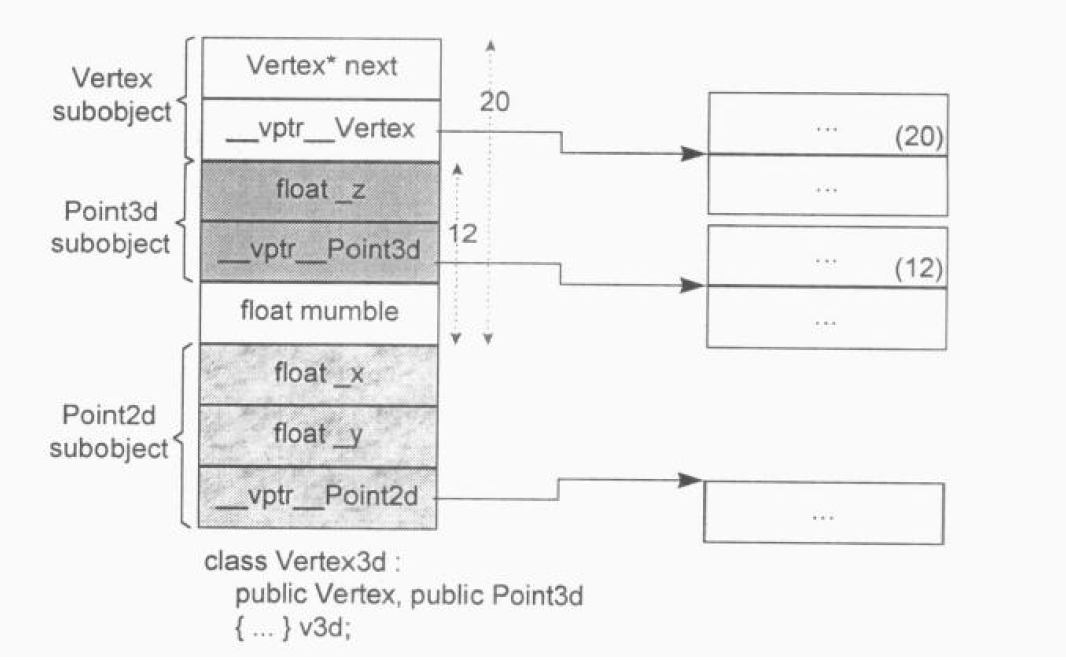 Vertex
subobject
Vertex* next
__vptr__Vertex
20
...
(20)
...
Point3d
subobject
float _z
__vptr__Point3d
12
...
(12)
...
float mumble
Point2d
subobject
float _x
float _y
__vptr__Point2d
...
class Vertex3d :
public Vertex, public Point3d
{ ... } v3d;